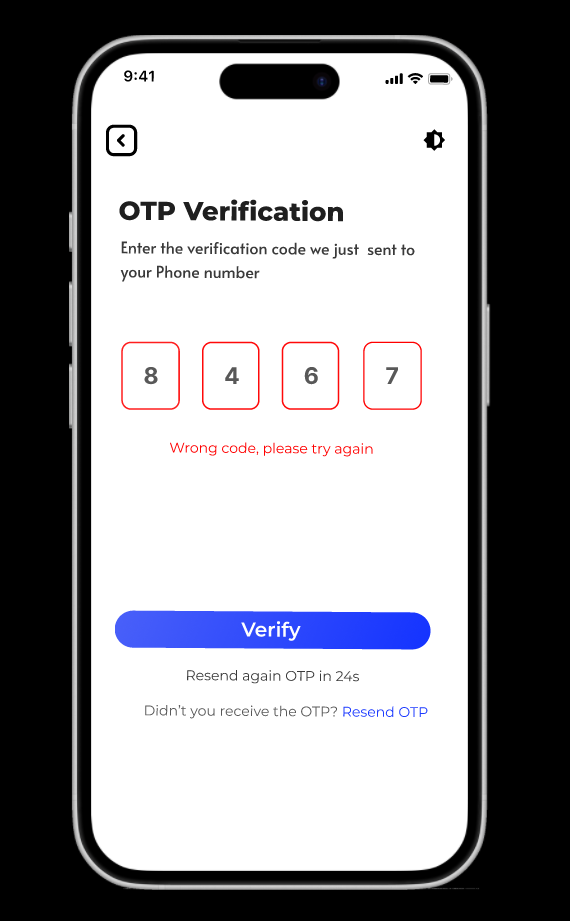 9:41
OTP Verification
Enter the verification code we just  sent to
your Phone number
8 4 6 7
Wrong code, please try again
Verify
Resend again OTP in 24s
Didn't you receive the OTP? Resend OTP